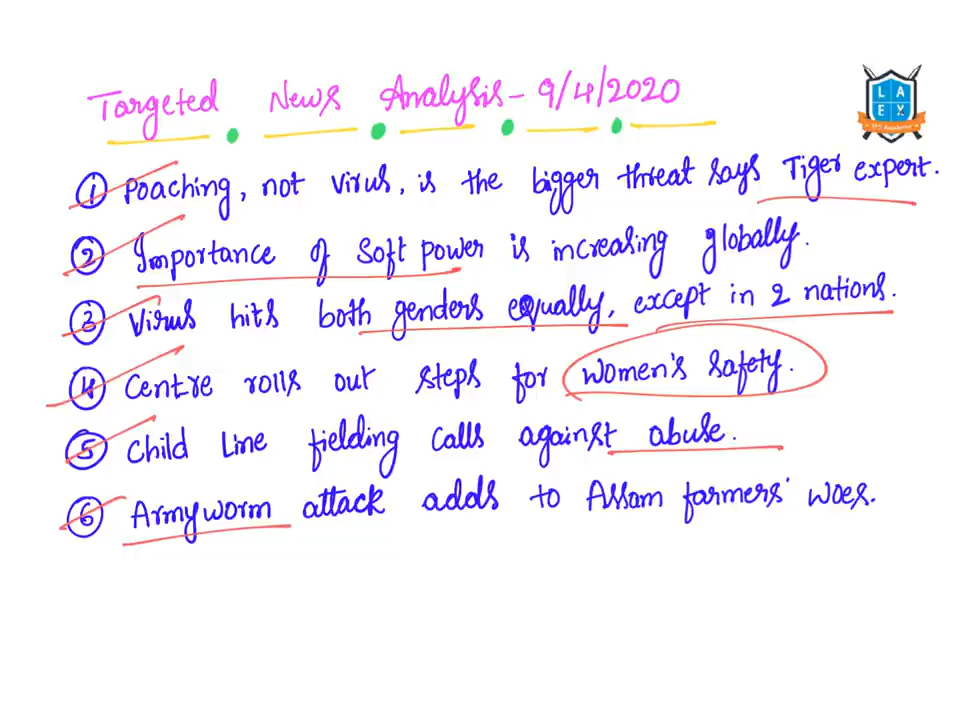 Targeted News Analysis - 9/4/2020
L A
E X
IAS Academy
① Poaching, not virus, is the bigger threat says Tiger expert.
② Importance of soft power is increasing globally.
③ Virus hits both genders equally, except in 2 nations.
④ Centre rolls out steps for women's safety.
⑤ Child Line fielding calls against abuse.
⑥ Armyworm attack adds to Assam farmers' woes.